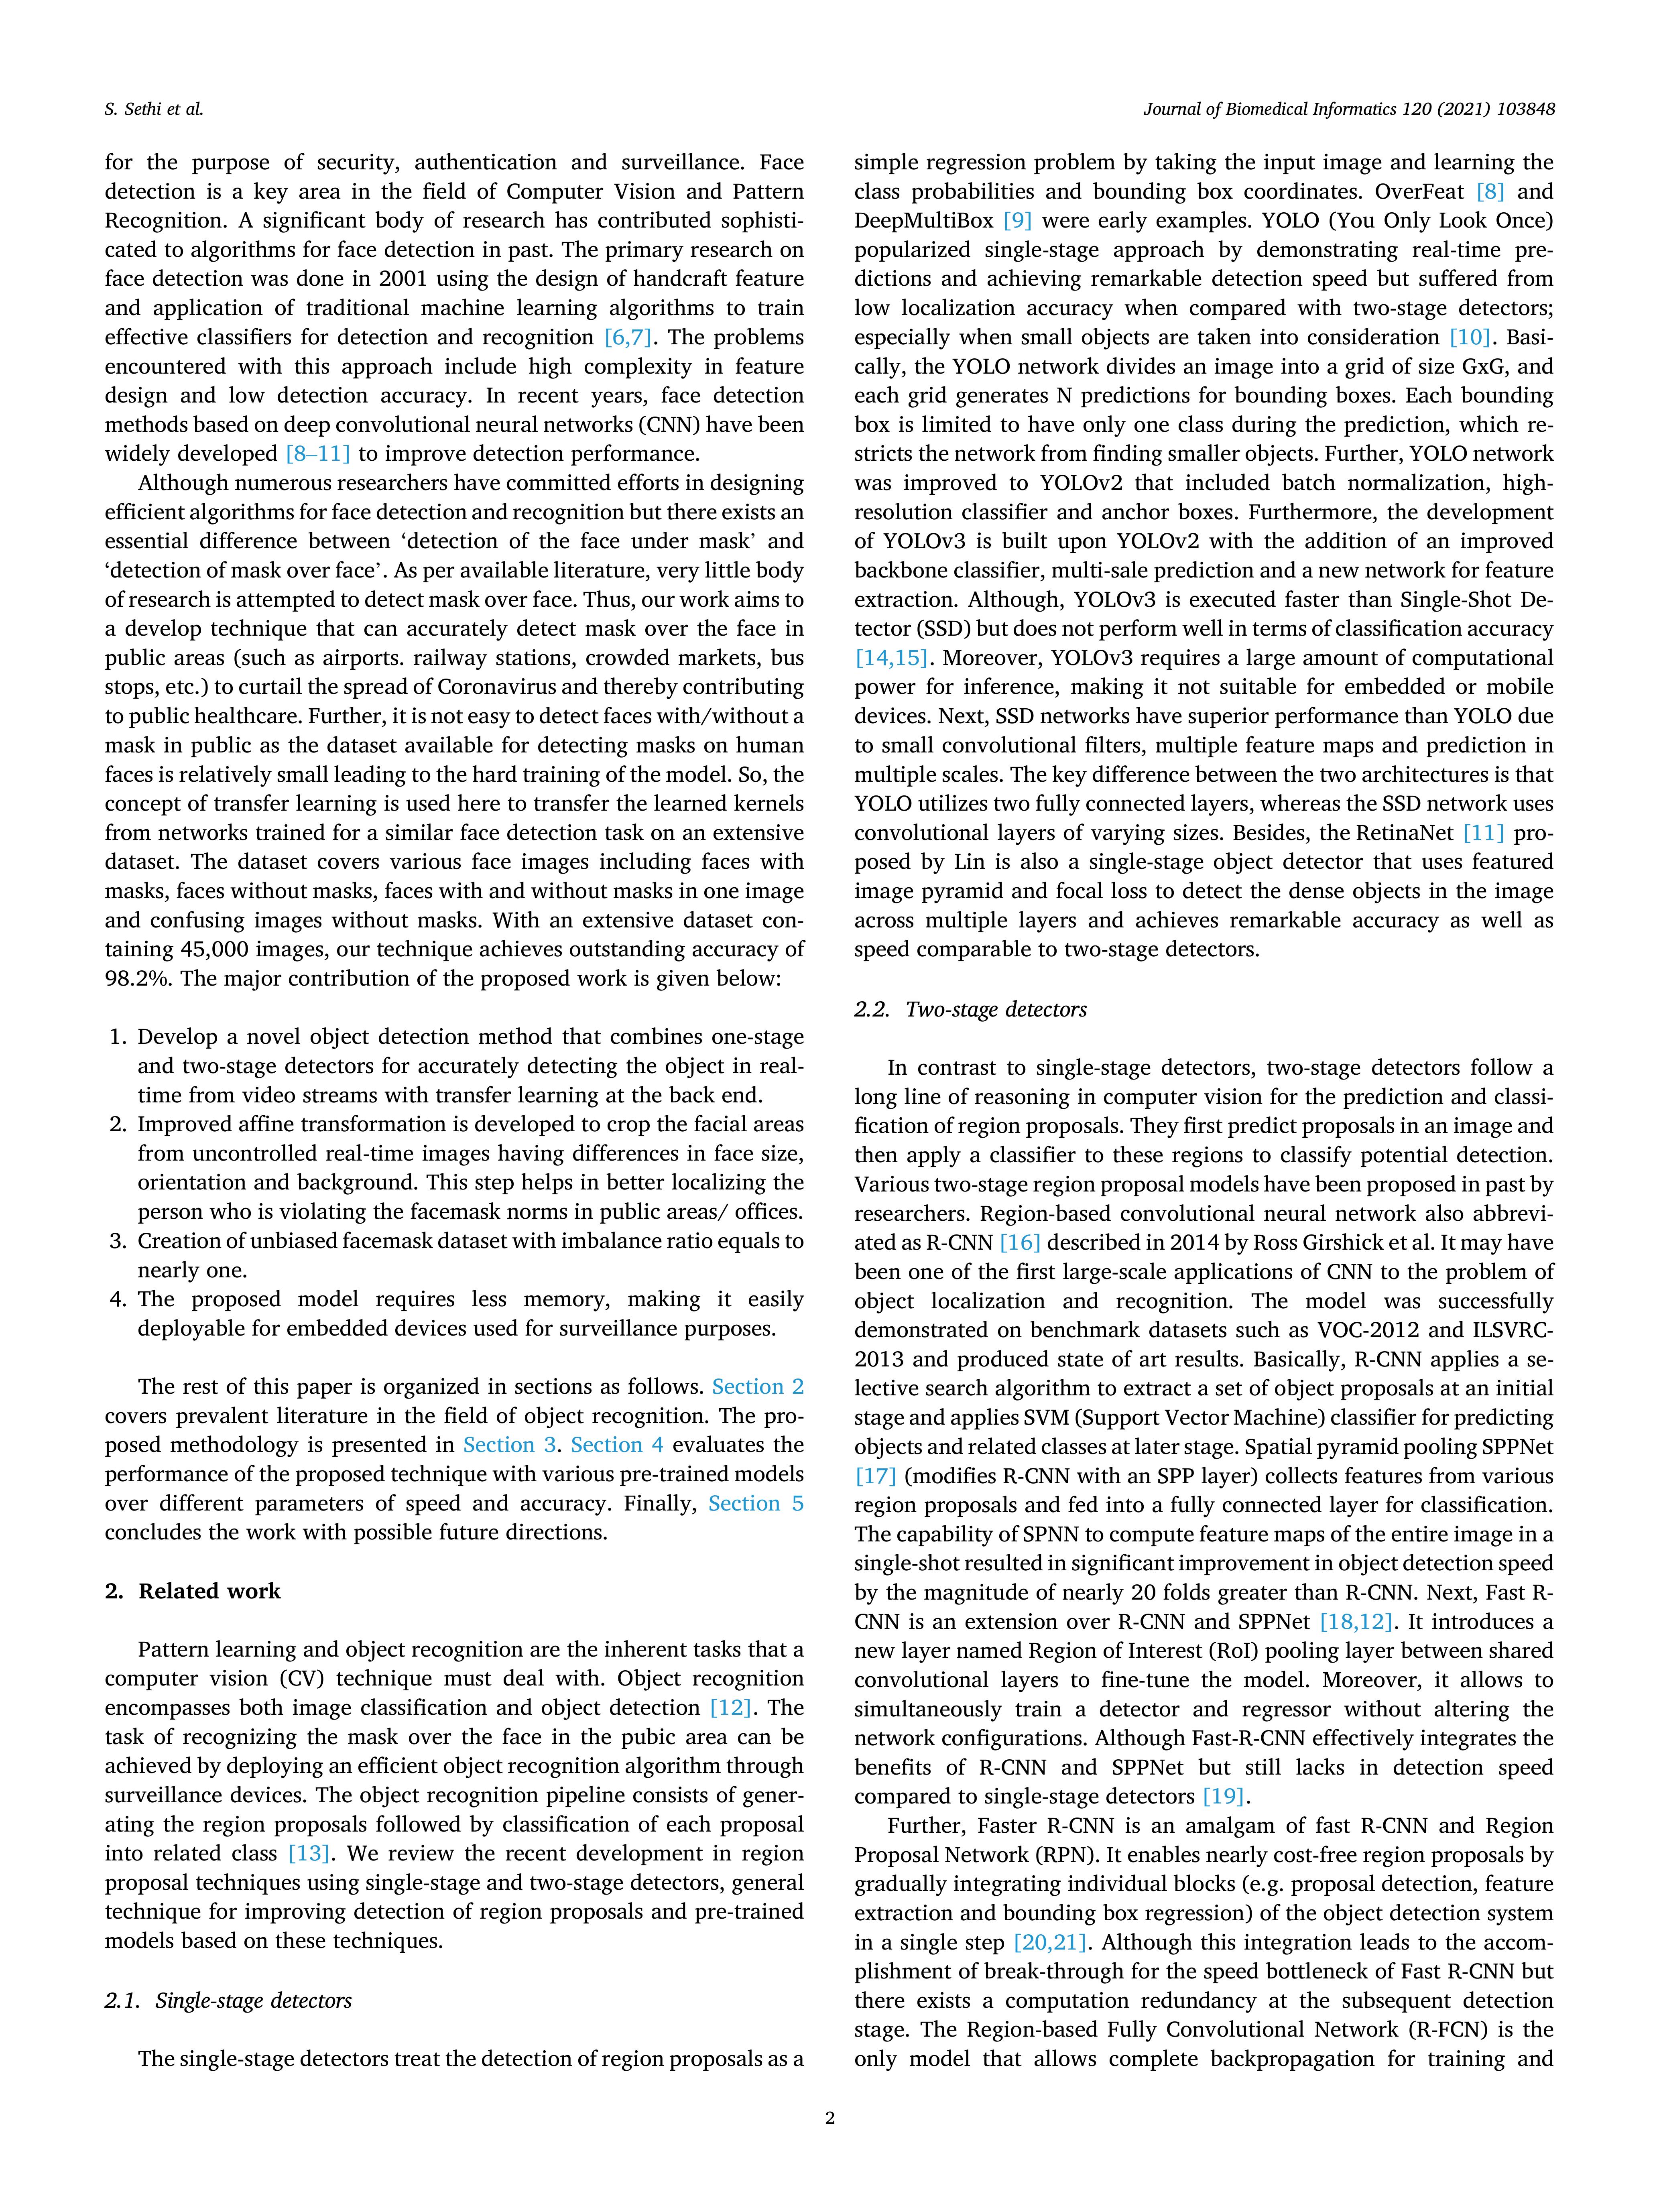 S. Sethi et al.
Journal of Biomedical Informatics 120 (2021) 103848
for the purpose of security, authentication and surveillance. Face
detection is a key area in the field of Computer Vision and Pattern
Recognition. A significant body of research has contributed sophisti-
cated to algorithms for face detection in past. The primary research on
face detection was done in 2001 using the design of handcraft feature
and application of traditional machine learning algorithms to train
effective classifiers for detection and recognition [6,7]. The problems
encountered with this approach include high complexity in feature
design and low detection accuracy. In recent years, face detection
methods based on deep convolutional neural networks (CNN) have been
widely developed [8–11] to improve detection performance.
Although numerous researchers have committed efforts in designing
efficient algorithms for face detection and recognition but there exists an
essential difference between ‘detection of the face under mask’ and
‘detection of mask over face’. As per available literature, very little body
of research is attempted to detect mask over face. Thus, our work aims to
a develop technique that can accurately detect mask over the face in
public areas (such as airports. railway stations, crowded markets, bus
stops, etc.) to curtail the spread of Coronavirus and thereby contributing
to public healthcare. Further, it is not easy to detect faces with/without a
mask in public as the dataset available for detecting masks on human
faces is relatively small leading to the hard training of the model. So, the
concept of transfer learning is used here to transfer the learned kernels
from networks trained for a similar face detection task on an extensive
dataset. The dataset covers various face images including faces with
masks, faces without masks, faces with and without masks in one image
and confusing images without masks. With an extensive dataset con-
taining 45,000 images, our technique achieves outstanding accuracy of
98.2%. The major contribution of the proposed work is given below:
1. Develop a novel object detection method that combines one-stage
and two-stage detectors for accurately detecting the object in real-
time from video streams with transfer learning at the back end.
2. Improved affine transformation is developed to crop the facial areas
from uncontrolled real-time images having differences in face size,
orientation and background. This step helps in better localizing the
person who is violating the facemask norms in public areas/ offices.
3. Creation of unbiased facemask dataset with imbalance ratio equals to
nearly one.
4. The proposed model requires less memory, making it easily
deployable for embedded devices used for surveillance purposes.
The rest of this paper is organized in sections as follows. Section 2
covers prevalent literature in the field of object recognition. The pro-
posed methodology is presented in Section 3. Section 4 evaluates the
performance of the proposed technique with various pre-trained models
over different parameters of speed and accuracy. Finally, Section 5
concludes the work with possible future directions.
2. Related work
Pattern learning and object recognition are the inherent tasks that a
computer vision (CV) technique must deal with. Object recognition
encompasses both image classification and object detection [12]. The
task of recognizing the mask over the face in the pubic area can be
achieved by deploying an efficient object recognition algorithm through
surveillance devices. The object recognition pipeline consists of gener-
ating the region proposals followed by classification of each proposal
into related class [13]. We review the recent development in region
proposal techniques using single-stage and two-stage detectors, general
technique for improving detection of region proposals and pre-trained
models based on these techniques.
2.1. Single-stage detectors
The single-stage detectors treat the detection of region proposals as a
simple regression problem by taking the input image and learning the
class probabilities and bounding box coordinates. OverFeat [8] and
DeepMultiBox [9] were early examples. YOLO (You Only Look Once)
popularized single-stage approach by demonstrating real-time pre-
dictions and achieving remarkable detection speed but suffered from
low localization accuracy when compared with two-stage detectors;
especially when small objects are taken into consideration [10]. Basi-
cally, the YOLO network divides an image into a grid of size GxG, and
each grid generates N predictions for bounding boxes. Each bounding
box is limited to have only one class during the prediction, which re-
stricts the network from finding smaller objects. Further, YOLO network
was improved to YOLOv2 that included batch normalization, high-
resolution classifier and anchor boxes. Furthermore, the development
of YOLOv3 is built upon YOLOv2 with the addition of an improved
backbone classifier, multi-sale prediction and a new network for feature
extraction. Although, YOLOv3 is executed faster than Single-Shot De-
tector (SSD) but does not perform well in terms of classification accuracy
[14,15]. Moreover, YOLOv3 requires a large amount of computational
power for inference, making it not suitable for embedded or mobile
devices. Next, SSD networks have superior performance than YOLO due
to small convolutional filters, multiple feature maps and prediction in
multiple scales. The key difference between the two architectures is that
YOLO utilizes two fully connected layers, whereas the SSD network uses
convolutional layers of varying sizes. Besides, the RetinaNet [11] pro-
posed by Lin is also a single-stage object detector that uses featured
image pyramid and focal loss to detect the dense objects in the image
across multiple layers and achieves remarkable accuracy as well as
speed comparable to two-stage detectors.
2.2. Two-stage detectors
In contrast to single-stage detectors, two-stage detectors follow a
long line of reasoning in computer vision for the prediction and classi-
fication of region proposals. They first predict proposals in an image and
then apply a classifier to these regions to classify potential detection.
Various two-stage region proposal models have been proposed in past by
researchers. Region-based convolutional neural network also abbrevi-
ated as R-CNN [16] described in 2014 by Ross Girshick et al. It may have
been one of the first large-scale applications of CNN to the problem of
object localization and recognition. The model was successfully
demonstrated on benchmark datasets such as VOC-2012 and ILSVRC-
2013 and produced state of art results. Basically, R-CNN applies a se-
lective search algorithm to extract a set of object proposals at an initial
stage and applies SVM (Support Vector Machine) classifier for predicting
objects and related classes at later stage. Spatial pyramid pooling SPPNet
[17] (modifies R-CNN with an SPP layer) collects features from various
region proposals and fed into a fully connected layer for classification.
The capability of SPNN to compute feature maps of the entire image in a
single-shot resulted in significant improvement in object detection speed
by the magnitude of nearly 20 folds greater than R-CNN. Next, Fast R-
CNN is an extension over R-CNN and SPPNet [18,12]. It introduces a
new layer named Region of Interest (RoI) pooling layer between shared
convolutional layers to fine-tune the model. Moreover, it allows to
simultaneously train a detector and regressor without altering the
network configurations. Although Fast-R-CNN effectively integrates the
benefits of R-CNN and SPPNet but still lacks in detection speed
compared to single-stage detectors [19].
Further, Faster R-CNN is an amalgam of fast R-CNN and Region
Proposal Network (RPN). It enables nearly cost-free region proposals by
gradually integrating individual blocks (e.g. proposal detection, feature
extraction and bounding box regression) of the object detection system
in a single step [20,21]. Although this integration leads to the accom-
plishment of break-through for the speed bottleneck of Fast R-CNN but
there exists a computation redundancy at the subsequent detection
stage. The Region-based Fully Convolutional Network (R-FCN) is the
only model that allows complete backpropagation for training and
2